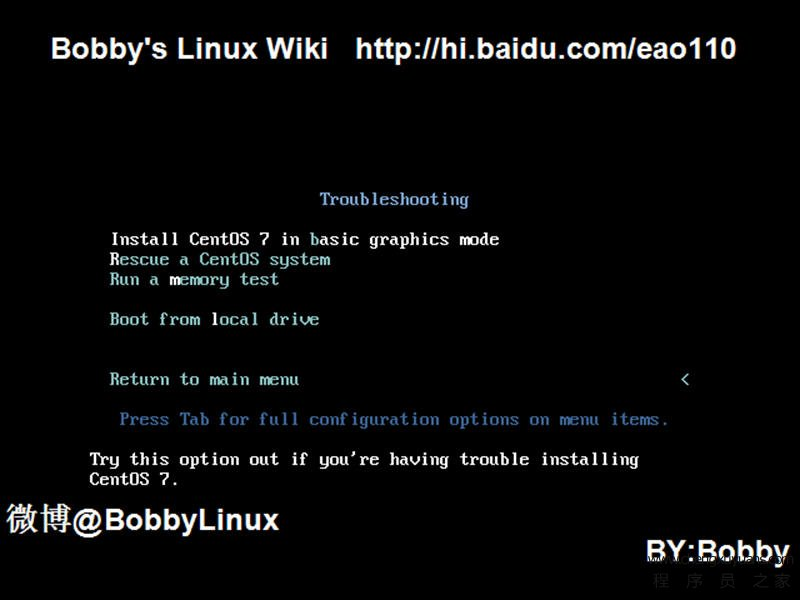 Bobby's Linux Wiki http://hi.baidu.com/eao110
Troubleshooting
Install CentOS 7 in basic graphics mode
Rescue a CentOS system
Run a memory test
Boot from local drive
Return to main menu <
Press Tab for full configuration options on menu items.
Try this option out if you're having trouble installing
CentOS 7.
微博@BobbyLinux
BY:Bobby
程序员之家